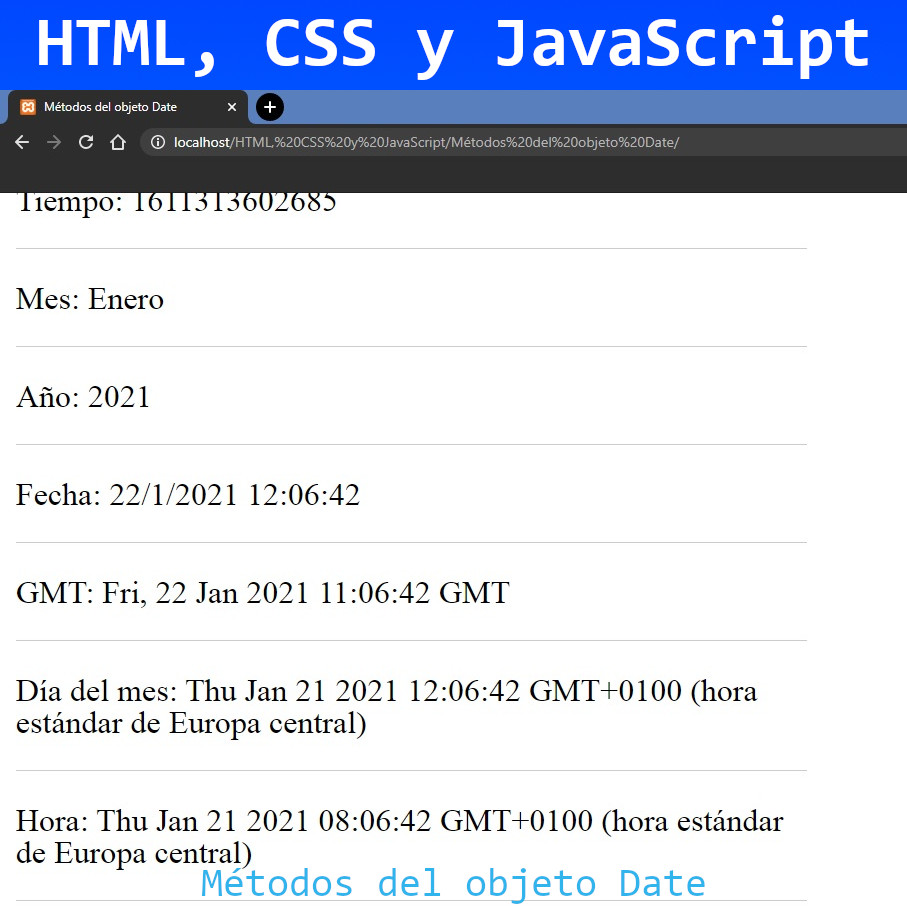 HTML, CSS y JavaScript
Métodos del objeto Date
localhost/HTML,%20CSS%20y%20JavaScript/Métodos%20del%20objeto%20Date/
Tiempo: 1611313602685
Mes: Enero
Año: 2021
Fecha: 22/1/2021 12:06:42
GMT: Fri, 22 Jan 2021 11:06:42 GMT
Día del mes: Thu Jan 21 2021 12:06:42 GMT+0100 (hora
estándar de Europa central)
Hora: Thu Jan 21 2021 08:06:42 GMT+0100 (hora estándar
de Europa central)
Métodos del objeto Date